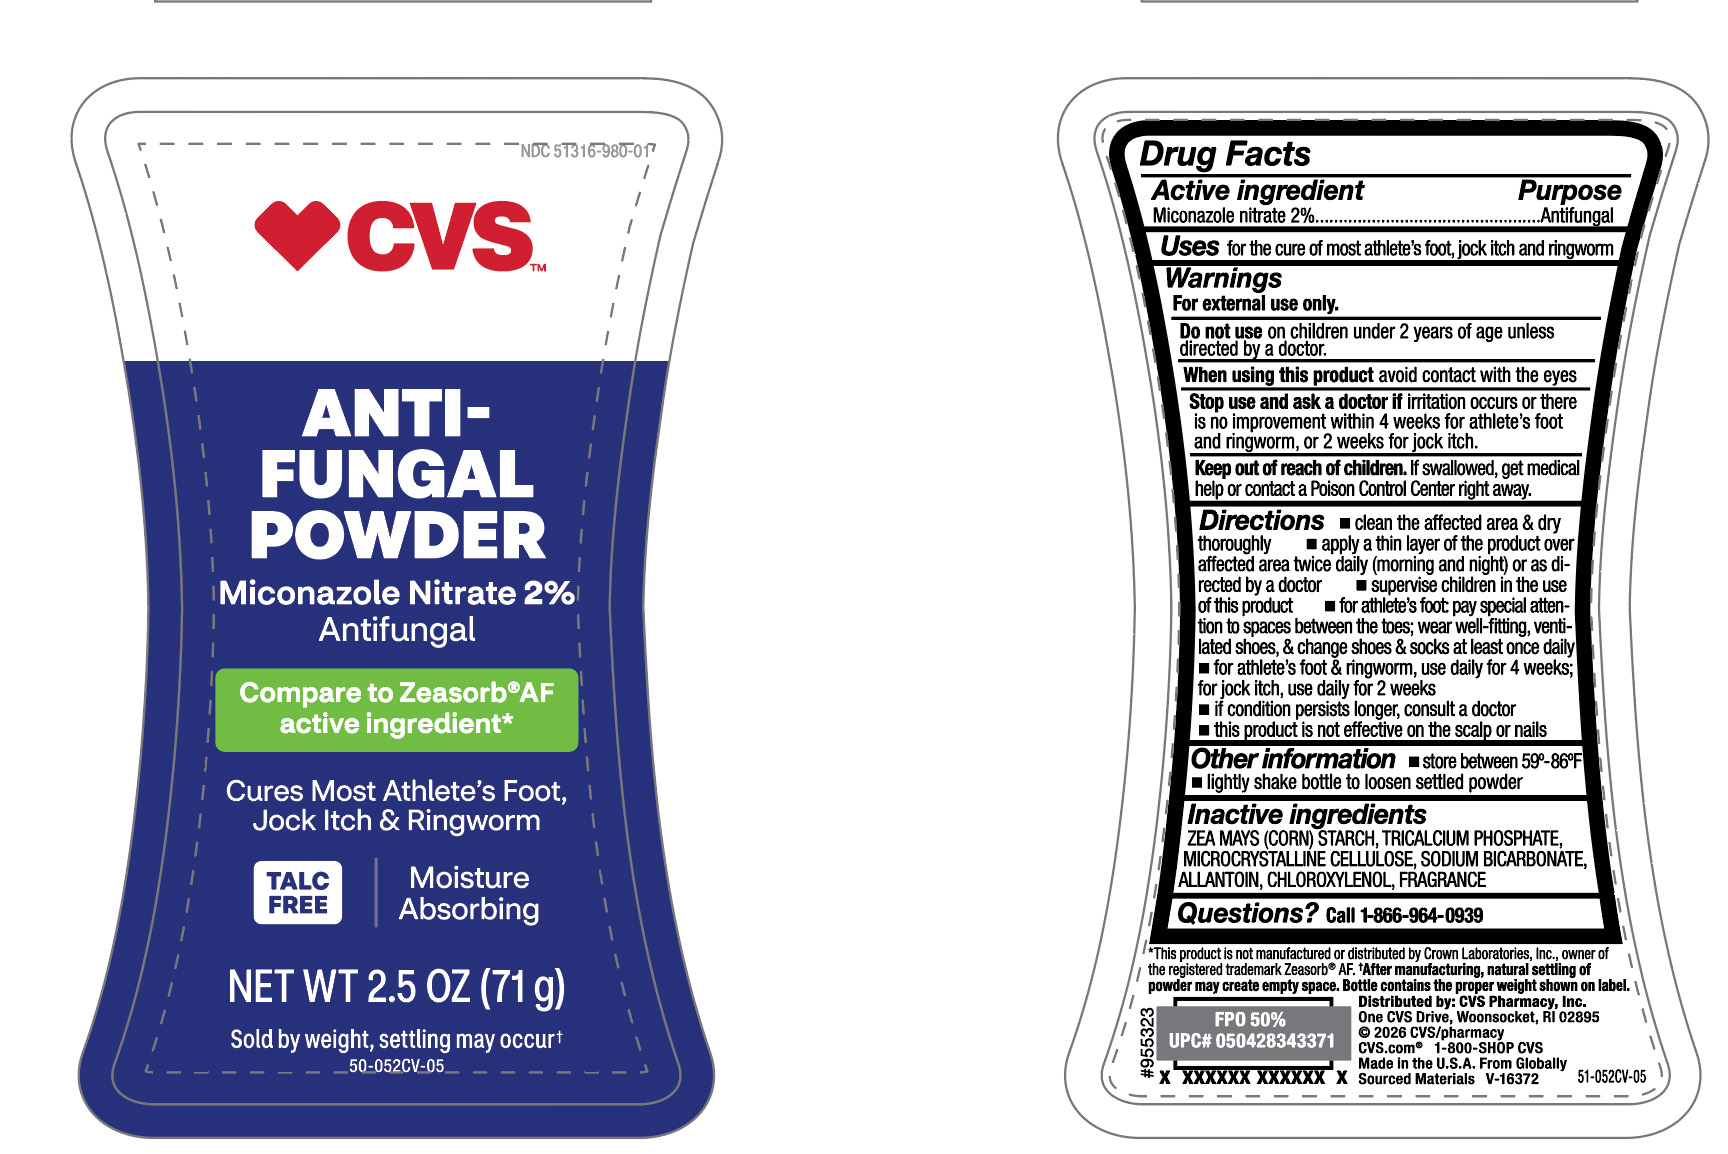 NDC 51316-980-01
CVS™
ANTI-
FUNGAL
POWDER
Miconazole Nitrate 2%
Antifungal
Compare to Zeasorb®AF
active ingredient*
Cures Most Athlete's Foot,
Jock Itch & Ringworm
TALC
FREE
Moisture
Absorbing
NET WT 2.5 OZ (71 g)
Sold by weight, settling may occur†
50-052CV-05
Drug Facts
Active ingredient Purpose
Miconazole nitrate 2%................................................Antifungal
Uses for the cure of most athlete's foot, jock itch and ringworm
Warnings
For external use only.
Do not use on children under 2 years of age unless
directed by a doctor.
When using this product avoid contact with the eyes
Stop use and ask a doctor if irritation occurs or there
is no improvement within 4 weeks for athlete's foot
and ringworm, or 2 weeks for jock itch.
Keep out of reach of children. If swallowed, get medical
help or contact a Poison Control Center right away.
Directions ■ clean the affected area & dry
thoroughly ■ apply a thin layer of the product over
affected area twice daily (morning and night) or as di-
rected by a doctor ■ supervise children in the use
of this product ■ for athlete's foot: pay special atten-
tion to spaces between the toes; wear well-fitting, venti-
lated shoes, & change shoes & socks at least once daily
■ for athlete's foot & ringworm, use daily for 4 weeks;
for jock itch, use daily for 2 weeks
■ if condition persists longer, consult a doctor
■ this product is not effective on the scalp or nails
Other information ■ store between 59º-86ºF
■ lightly shake bottle to loosen settled powder
Inactive ingredients
ZEA MAYS (CORN) STARCH, TRICALCIUM PHOSPHATE,
MICROCRYSTALLINE CELLULOSE, SODIUM BICARBONATE,
ALLANTOIN, CHLOROXYLENOL, FRAGRANCE
Questions? Call 1-866-964-0939
*This product is not manufactured or distributed by Crown Laboratories, Inc., owner of
the registered trademark Zeasorb® AF. †After manufacturing, natural settling of
powder may create empty space. Bottle contains the proper weight shown on label.
#955323
FPO 50%
UPC# 050428343371
X XXXXXX XXXXXX X
Distributed by: CVS Pharmacy, Inc.
One CVS Drive, Woonsocket, RI 02895
© 2026 CVS/pharmacy
CVS.com® 1-800-SHOP CVS
Made in the U.S.A. From Globally
Sourced Materials V-16372
51-052CV-05